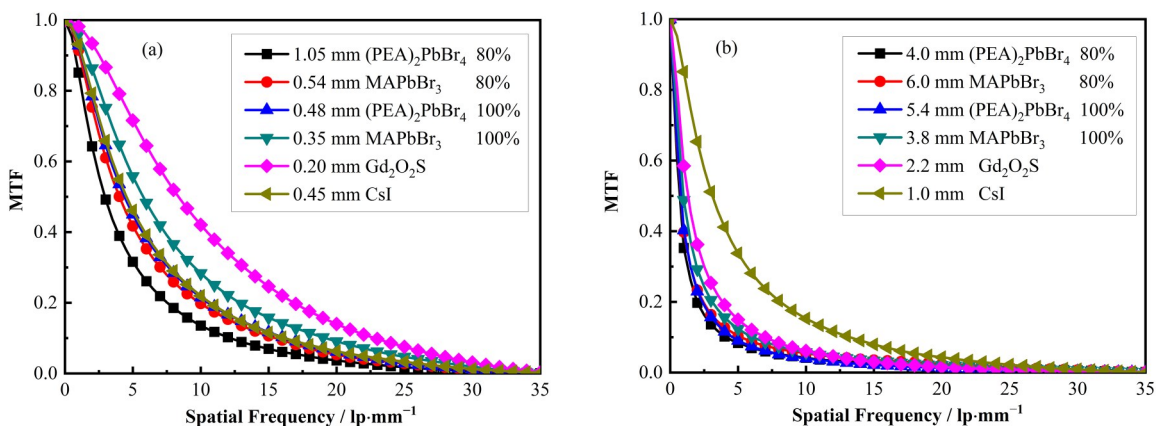 (a)
1.05 mm (PEA)₂PbBr₄ 80%
0.54 mm MAPbBr₃ 80%
0.48 mm (PEA)₂PbBr₄ 100%
0.35 mm MAPbBr₃ 100%
0.20 mm Gd₂O₂S
0.45 mm CsI
MTF
1.0
0.8
0.6
0.4
0.2
0.0
0 5 10 15 20 25 30 35
Spatial Frequency / lp·mm⁻¹
(b)
4.0 mm (PEA)₂PbBr₄ 80%
6.0 mm MAPbBr₃ 80%
5.4 mm (PEA)₂PbBr₄ 100%
3.8 mm MAPbBr₃ 100%
2.2 mm Gd₂O₂S
1.0 mm CsI
MTF
1.0
0.8
0.6
0.4
0.2
0.0
0 5 10 15 20 25 30 35
Spatial Frequency / lp·mm⁻¹